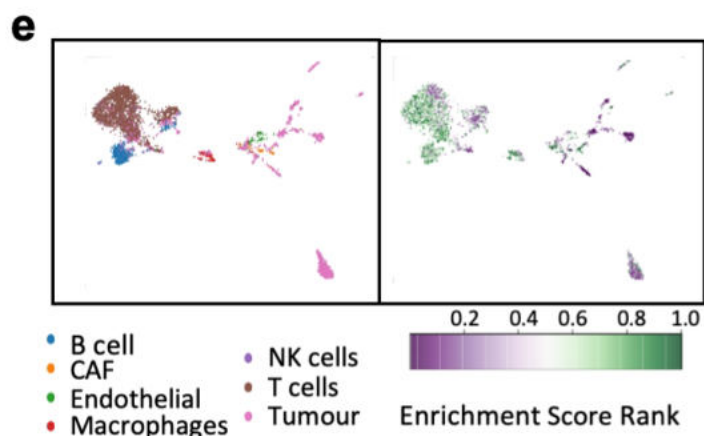 e
B cell
CAF
Endothelial
Macrophages
NK cells
T cells
Tumour
0.2 0.4 0.6 0.8 1.0
Enrichment Score Rank